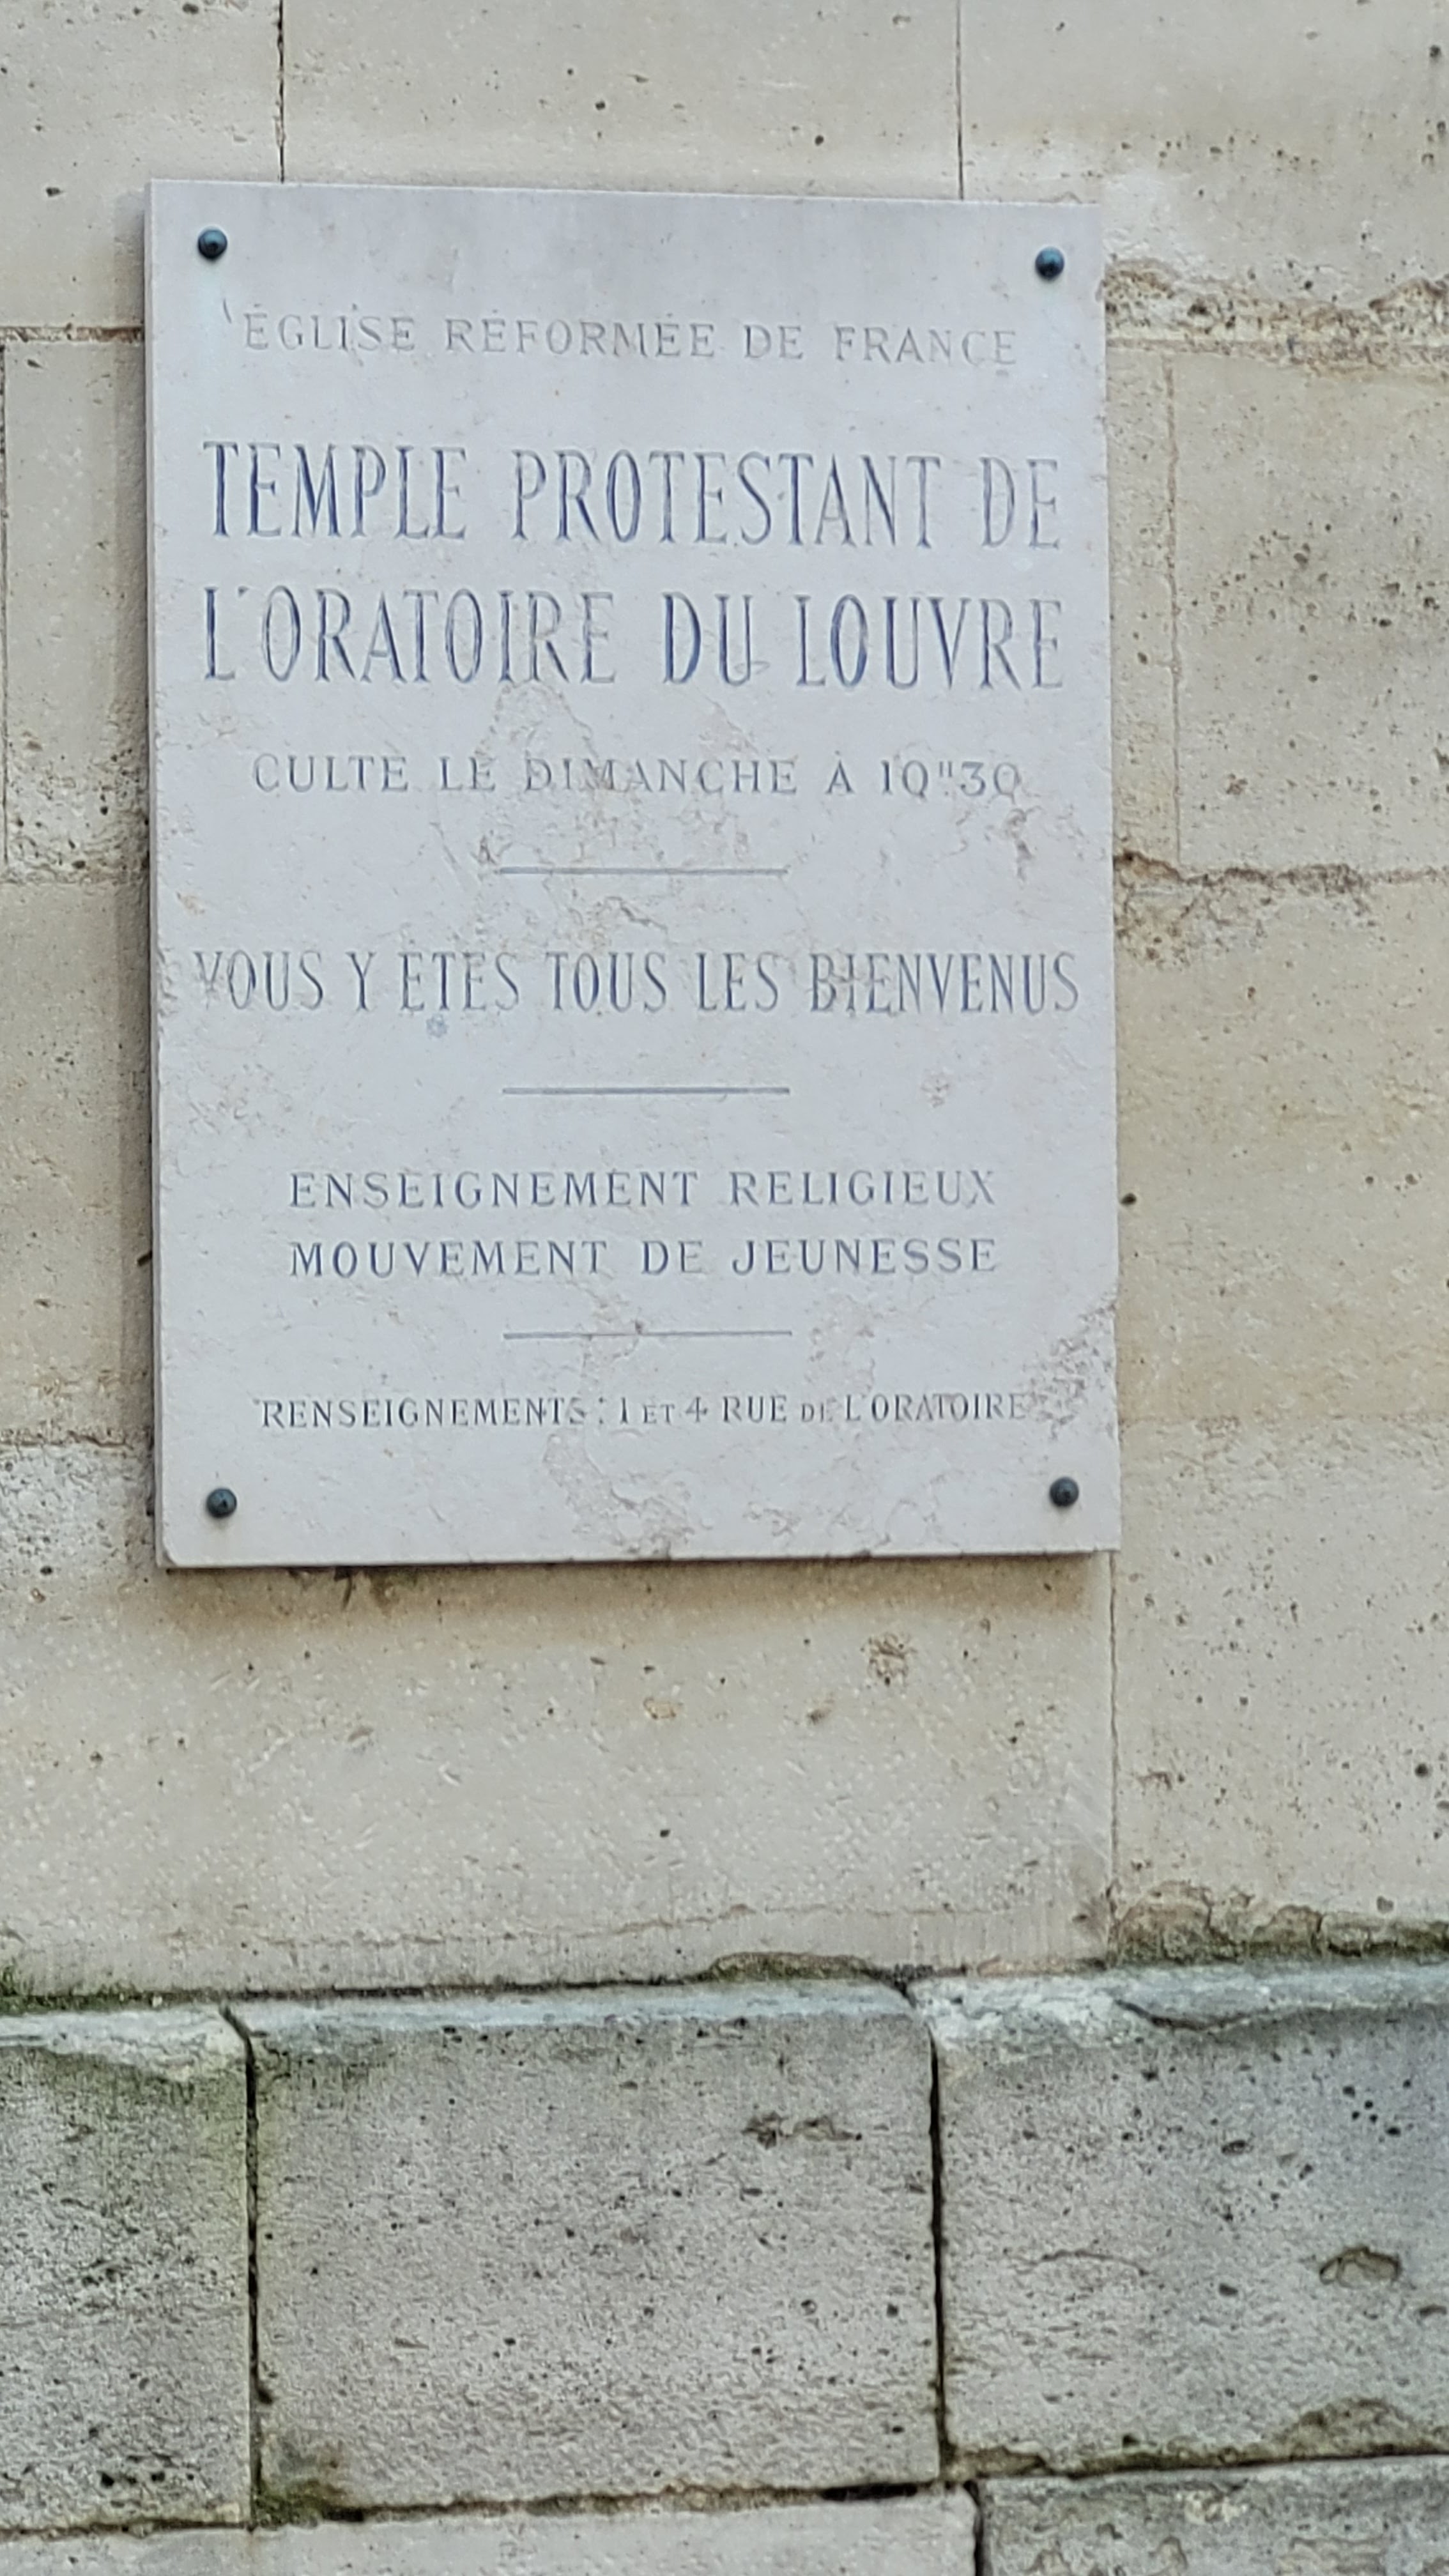 ÉGLISE RÉFORMÉE DE FRANCE
TEMPLE PROTESTANT DE
L'ORATOIRE DU LOUVRE
CULTE LE DIMANCHE À 10H30
VOUS Y ETES TOUS LES BIENVENUS
ENSEIGNEMENT RELIGIEUX
MOUVEMENT DE JEUNESSE
RENSEIGNEMENTS : 1 ET 4 RUE DE L'ORATOIRE